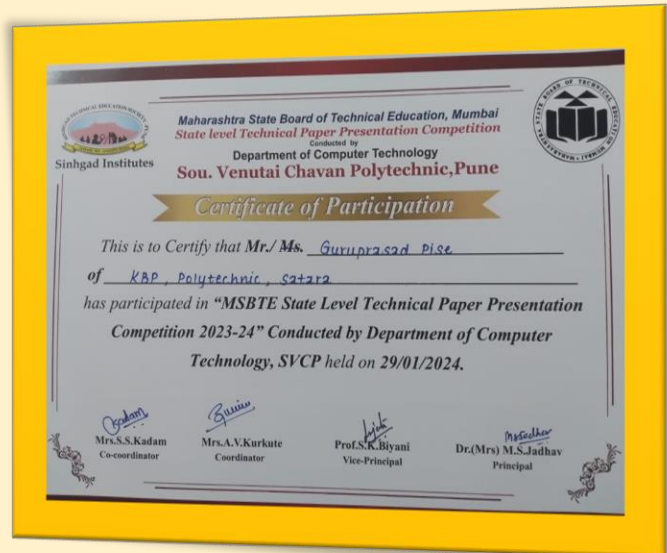 Maharashtra State Board of Technical Education, Mumbai
State level Technical Paper Presentation Competition
Conducted by
Department of Computer Technology
Sou. Venutai Chavan Polytechnic,Pune
Sinhgad Institutes
Certificate of Participation
This is to Certify that Mr./ Ms. Guruprasad Pise
of KBP, Polytechnic, Satara
has participated in “MSBTE State Level Technical Paper Presentation
Competition 2023-24” Conducted by Department of Computer
Technology, SVCP held on 29/01/2024.
Mrs.S.S.Kadam Mrs.A.V.Kurkute Prof.S.K.Biyani Dr.(Mrs) M.S.Jadhav
Co-coordinator Coordinator Vice-Principal Principal